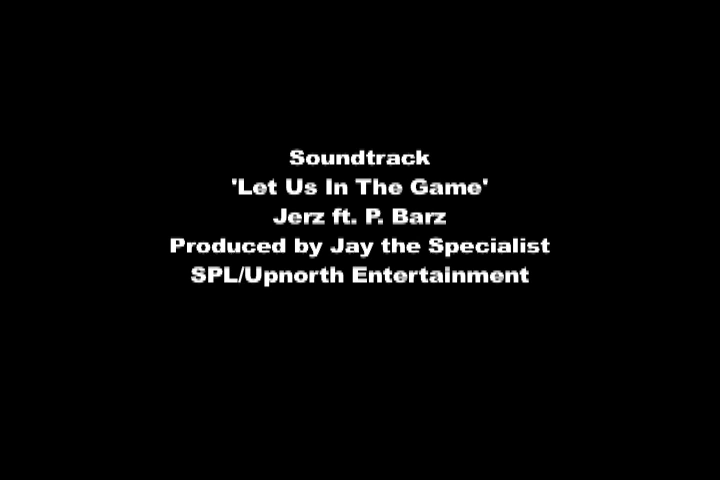 Soundtrack
'Let Us In The Game'
Jerz ft. P. Barz
Produced by Jay the Specialist
SPL/Upnorth Entertainment